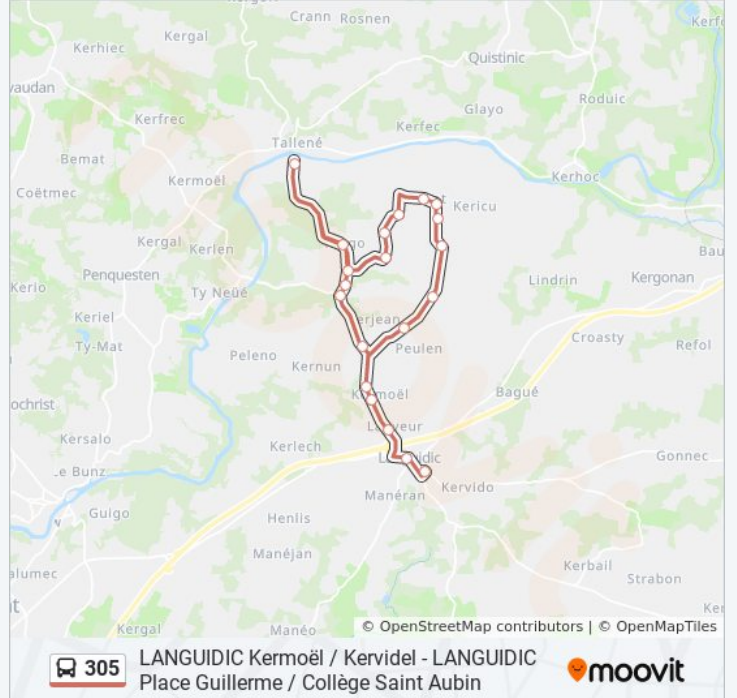 Crann Rosnen
Kergal
Kerhiec
Quistinic
Roduic
Glayo
Kerfrec
Kerfec
Tallené
Bemat
Kermoël
Kerhoc
Coëtmec
Kericu
Kergal
Kerlen
Penquesten
Kergonan
Lindrin
Kerlo
Ty Neüë
Keriel
Croasty
Refol
Ty-Mat
Peleno
Peulen
Kernun
Bagué
Kermoël
Kersalo
Kerlech
Gonnec
Kervido
Manéran
Guigo
Henlis
Manéjan
Kerbail
Strabon
Kergal
Manéo
© OpenStreetMap contributors | © OpenMapTiles
305
LANGUIDIC Kermoël / Kervidel - LANGUIDIC
Place Guillerme / Collège Saint Aubin
moovit